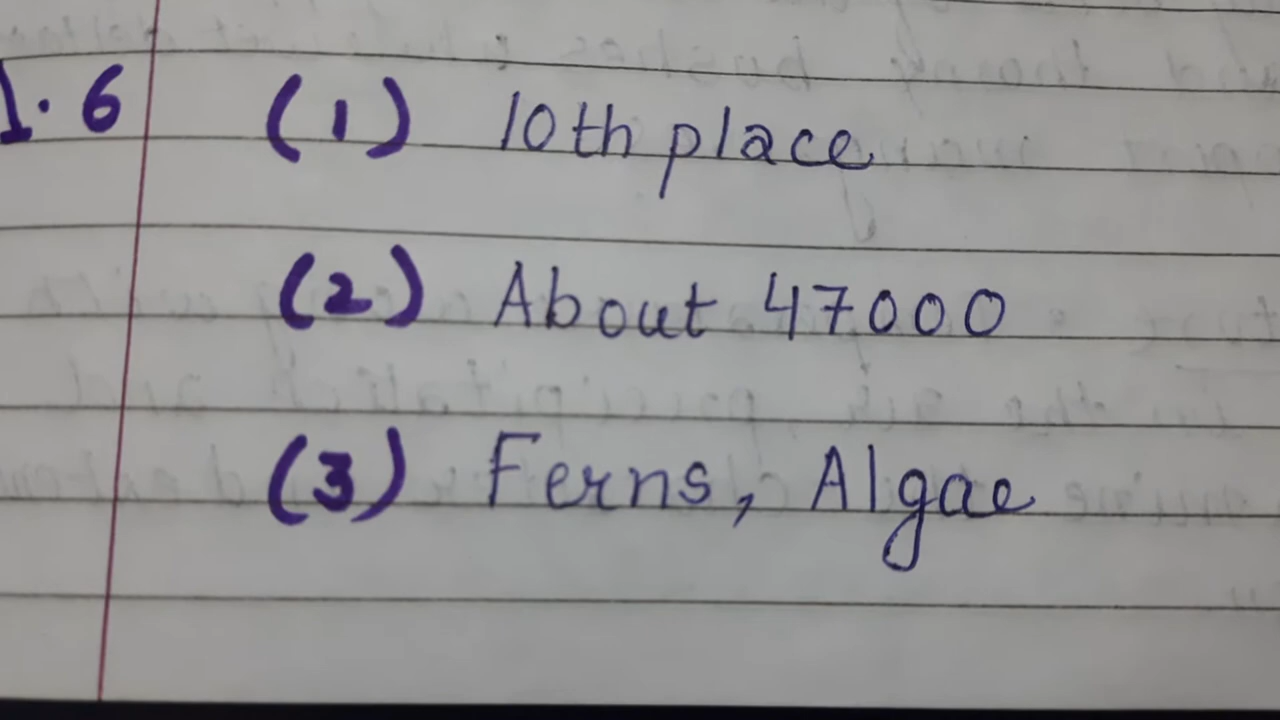 1.6 (1) 10th place
(2) About 47000
(3) Ferns, Algae